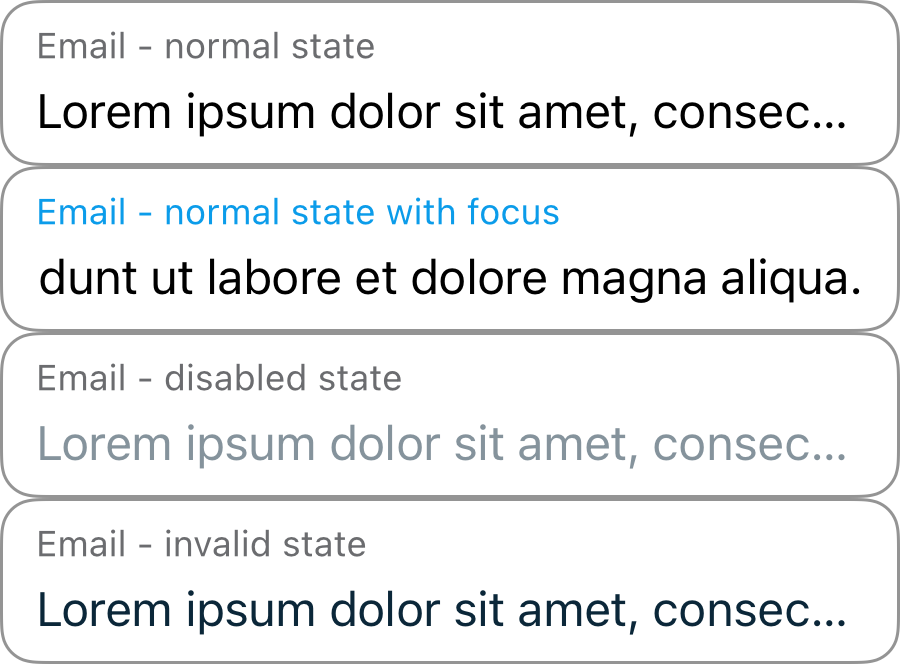 Email - normal state
Lorem ipsum dolor sit amet, consec...
Email - normal state with focus
dunt ut labore et dolore magna aliqua.
Email - disabled state
Lorem ipsum dolor sit amet, consec...
Email - invalid state
Lorem ipsum dolor sit amet, consec...